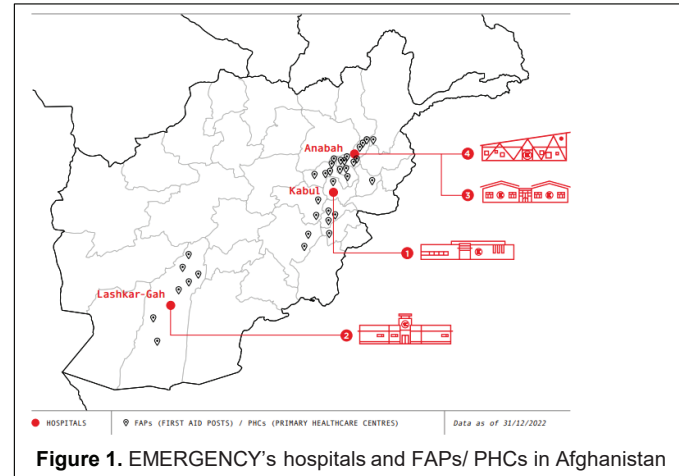 Anabah
4
Kabul
3
1
Lashkar-Gah
2
HOSPITALS
FAPs (FIRST AID POSTS) / PHCs (PRIMARY HEALTHCARE CENTRES)
Data as of 31/12/2022
Figure 1. EMERGENCY's hospitals and FAPs/ PHCs in Afghanistan